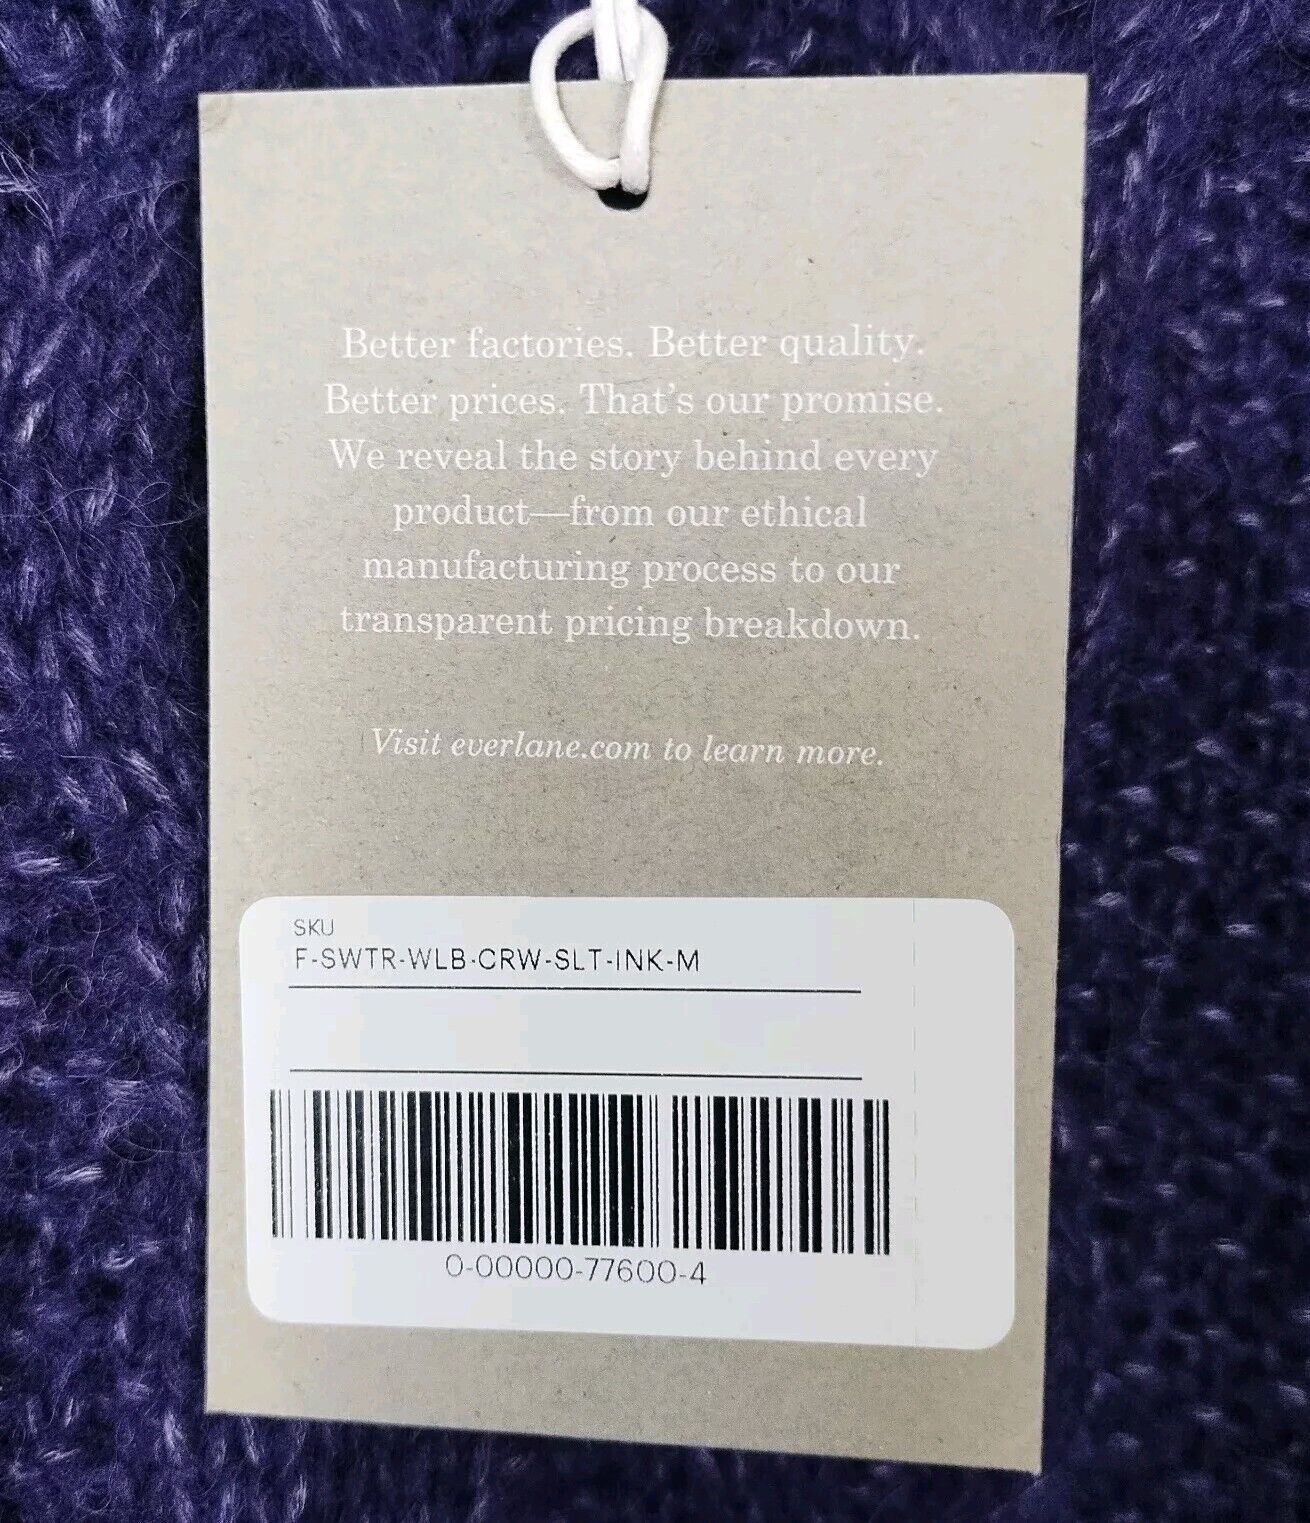 Better factories. Better quality.
Better prices. That's our promise.
We reveal the story behind every
product—from our ethical
manufacturing process to our
transparent pricing breakdown.
Visit everlane.com to learn more.
SKU
F-SWTR-WLB-CRW-SLT-INK-M
0-00000-77600-4